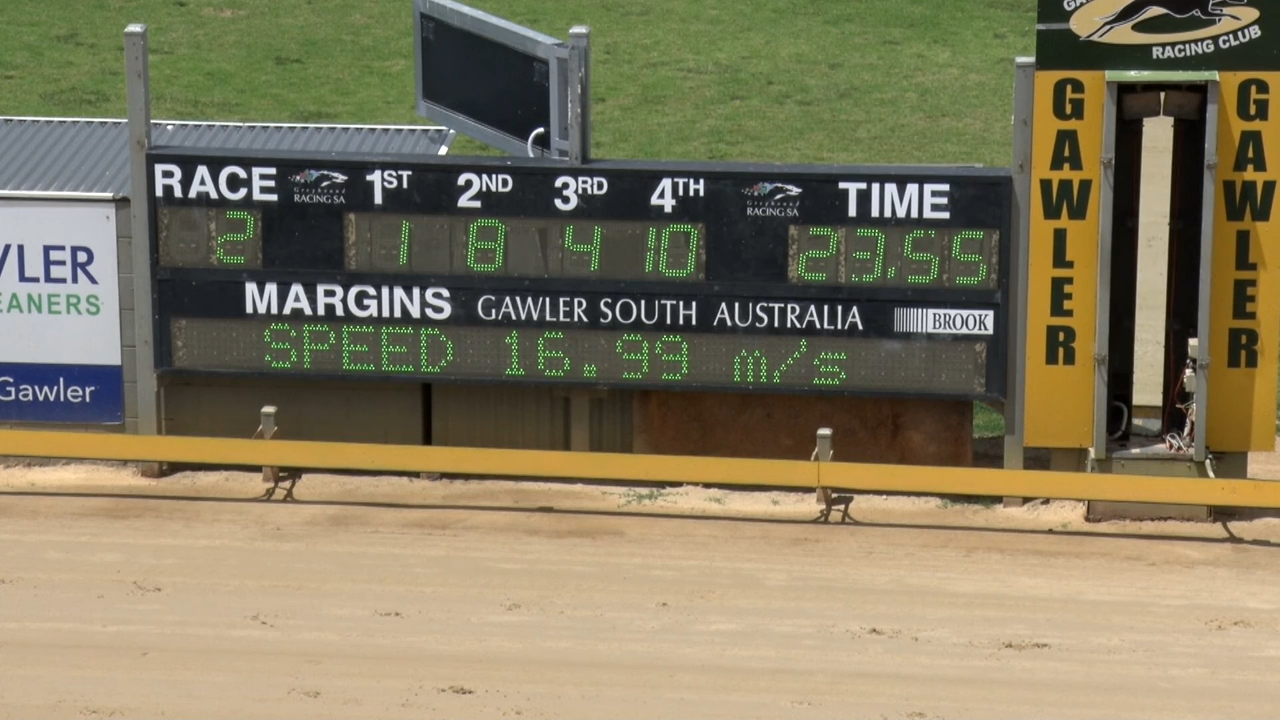 RACING CLUB
RACE Greyhound RACING SA 1ST 2ND 3RD 4TH Greyhound RACING SA TIME
2 1 8 4 10 23.55
MARGINS GAWLER SOUTH AUSTRALIA BROOK
SPEED 16.99 m/s
GAWLER
GAWLER
EANERS
Gawler